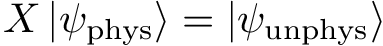 X |ψ_phys⟩ = |ψ_unphys⟩